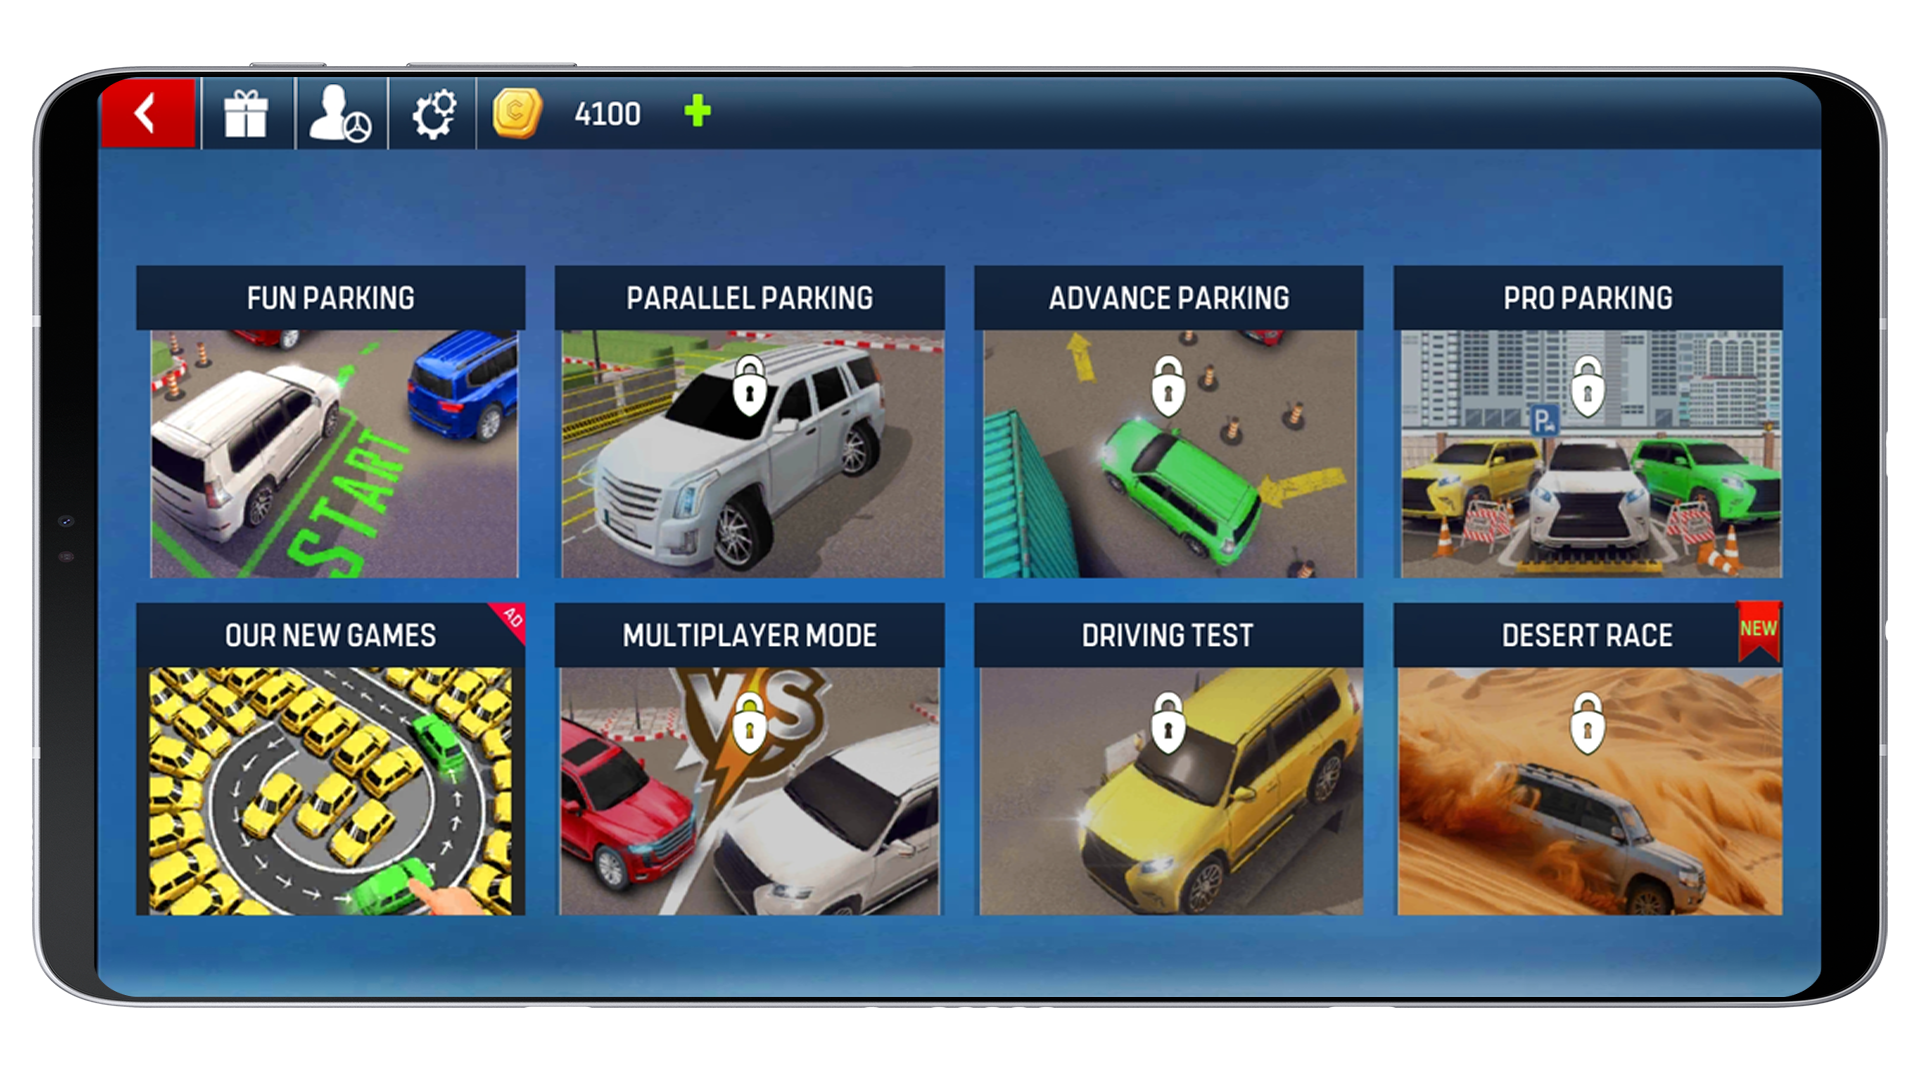 4100
FUN PARKING
PARALLEL PARKING
ADVANCE PARKING
PRO PARKING
START
P
OUR NEW GAMES
AD
MULTIPLAYER MODE
DRIVING TEST
DESERT RACE
NEW
VS